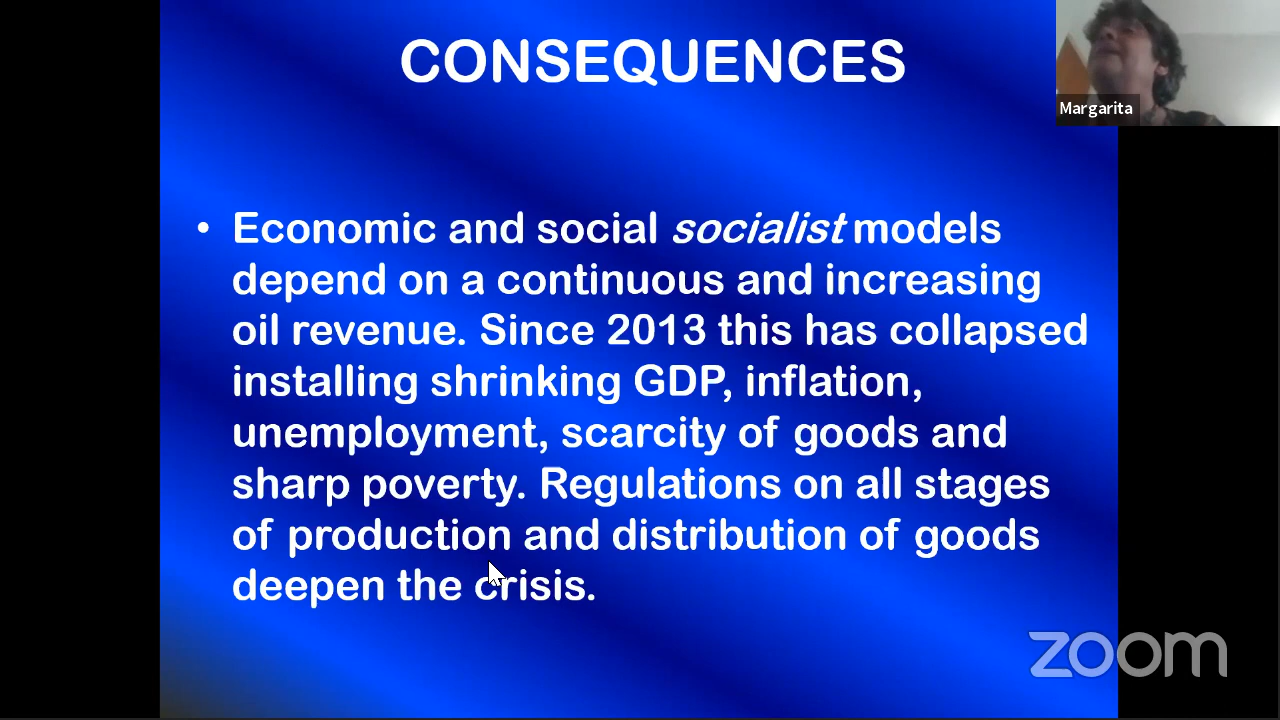 CONSEQUENCES
Margarita
• Economic and social socialist models
depend on a continuous and increasing
oil revenue. Since 2013 this has collapsed
installing shrinking GDP, inflation,
unemployment, scarcity of goods and
sharp poverty. Regulations on all stages
of production and distribution of goods
deepen the crisis.
zoom